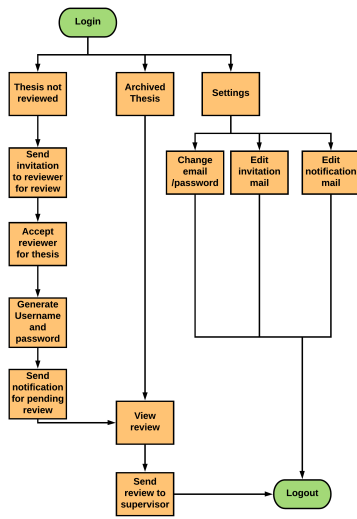 Login
Thesis not
reviewed
Archived
Thesis
Settings
Send
invitation
to reviewer
for review
Change
email
/password
Edit
invitation
mail
Edit
notification
mail
Accept
reviewer
for thesis
Generate
Username
and
password
Send
notification
for pending
review
View
review
Send
review to
supervisor
Logout